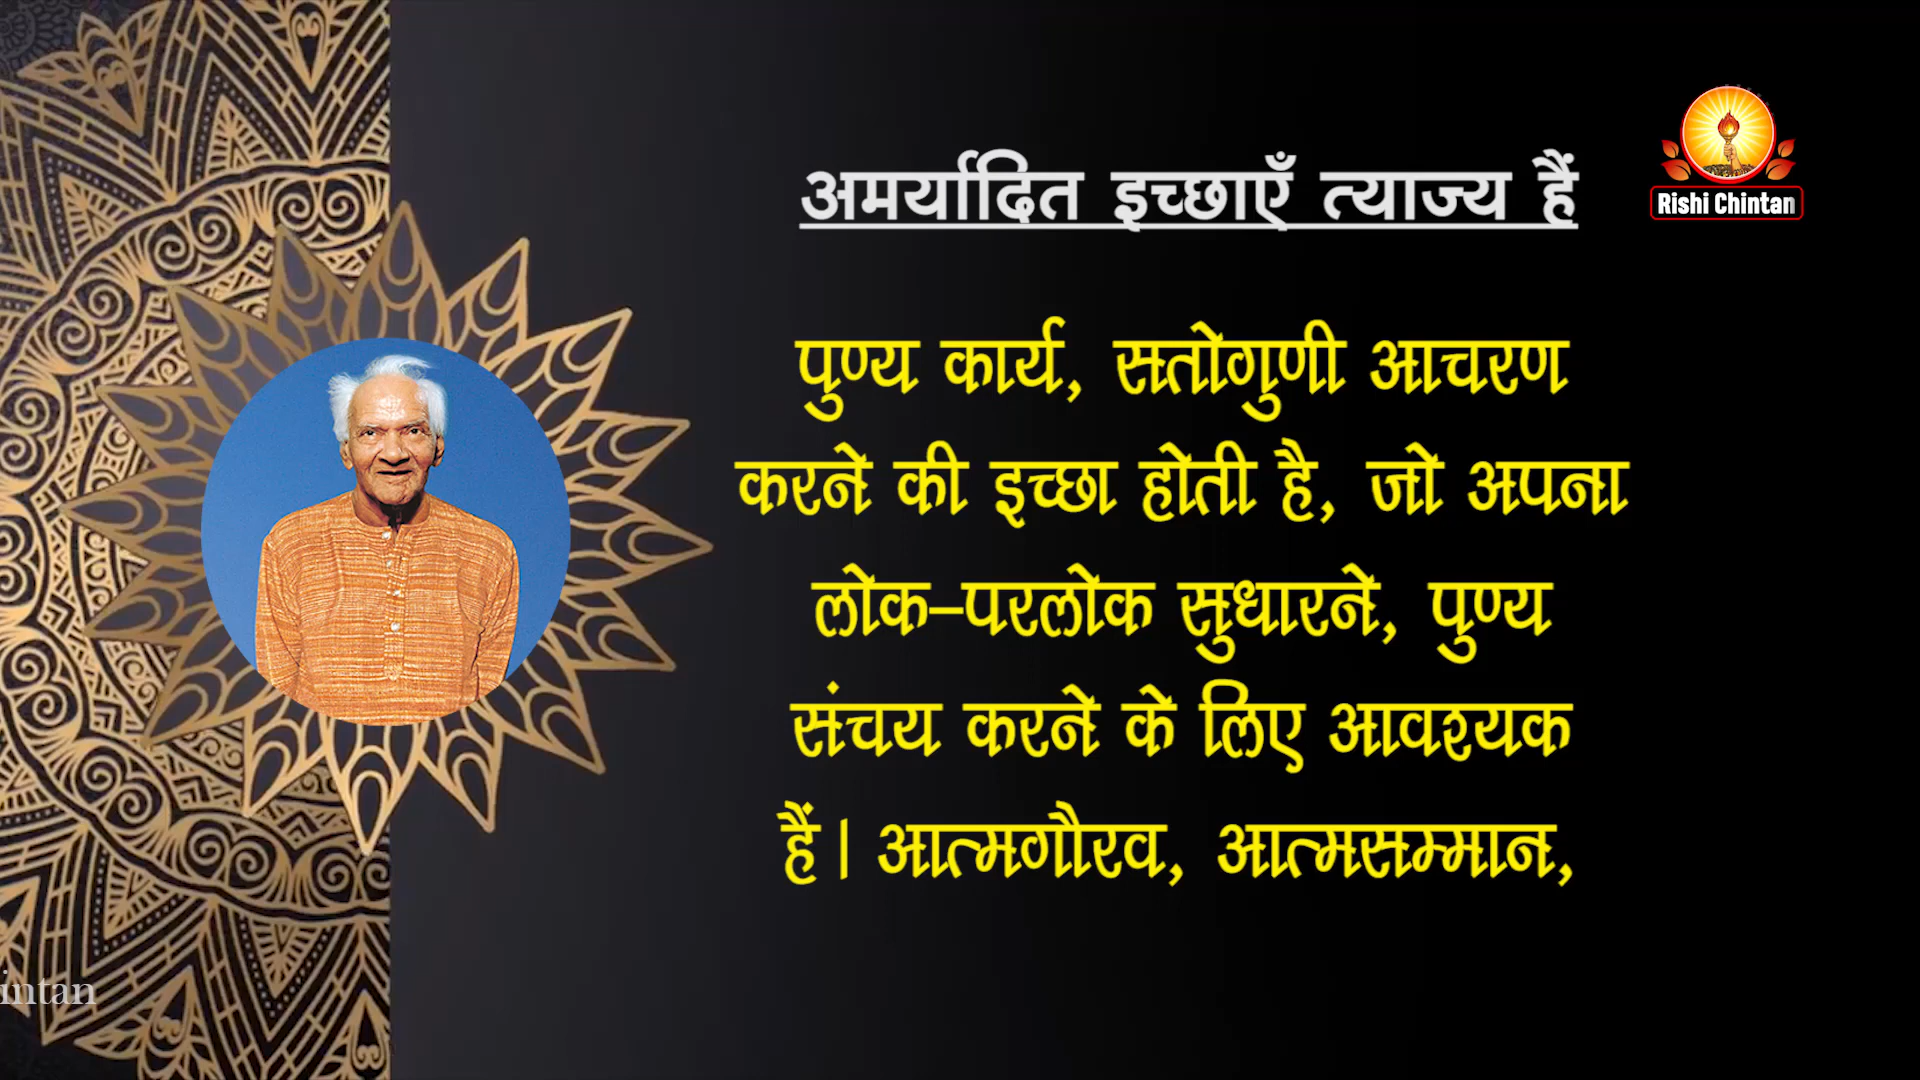 अमर्यादित इच्छाएँ त्याज्य हैं
Rishi Chintan
पुण्य कार्य, सतोगुणी आचरण
करने की इच्छा होती है, जो अपना
लोक-परलोक सुधारने, पुण्य
संचय करने के लिए आवश्यक
हैं। आत्मगौरव, आत्मसम्मान,
intan